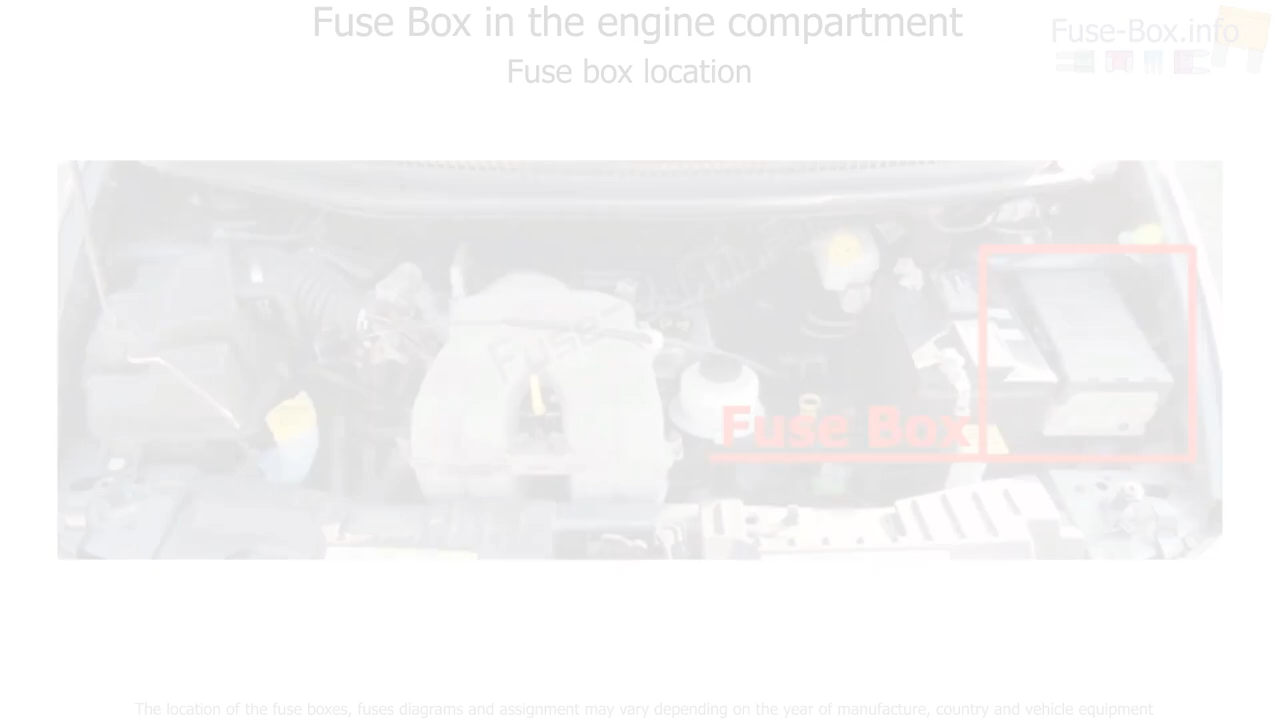 Fuse Box in the engine compartment
Fuse-Box.info
Fuse box location
Fuse Box
The location of the fuse boxes, fuses diagrams and assignment may vary depending on the year of manufacture, country and vehicle equipment